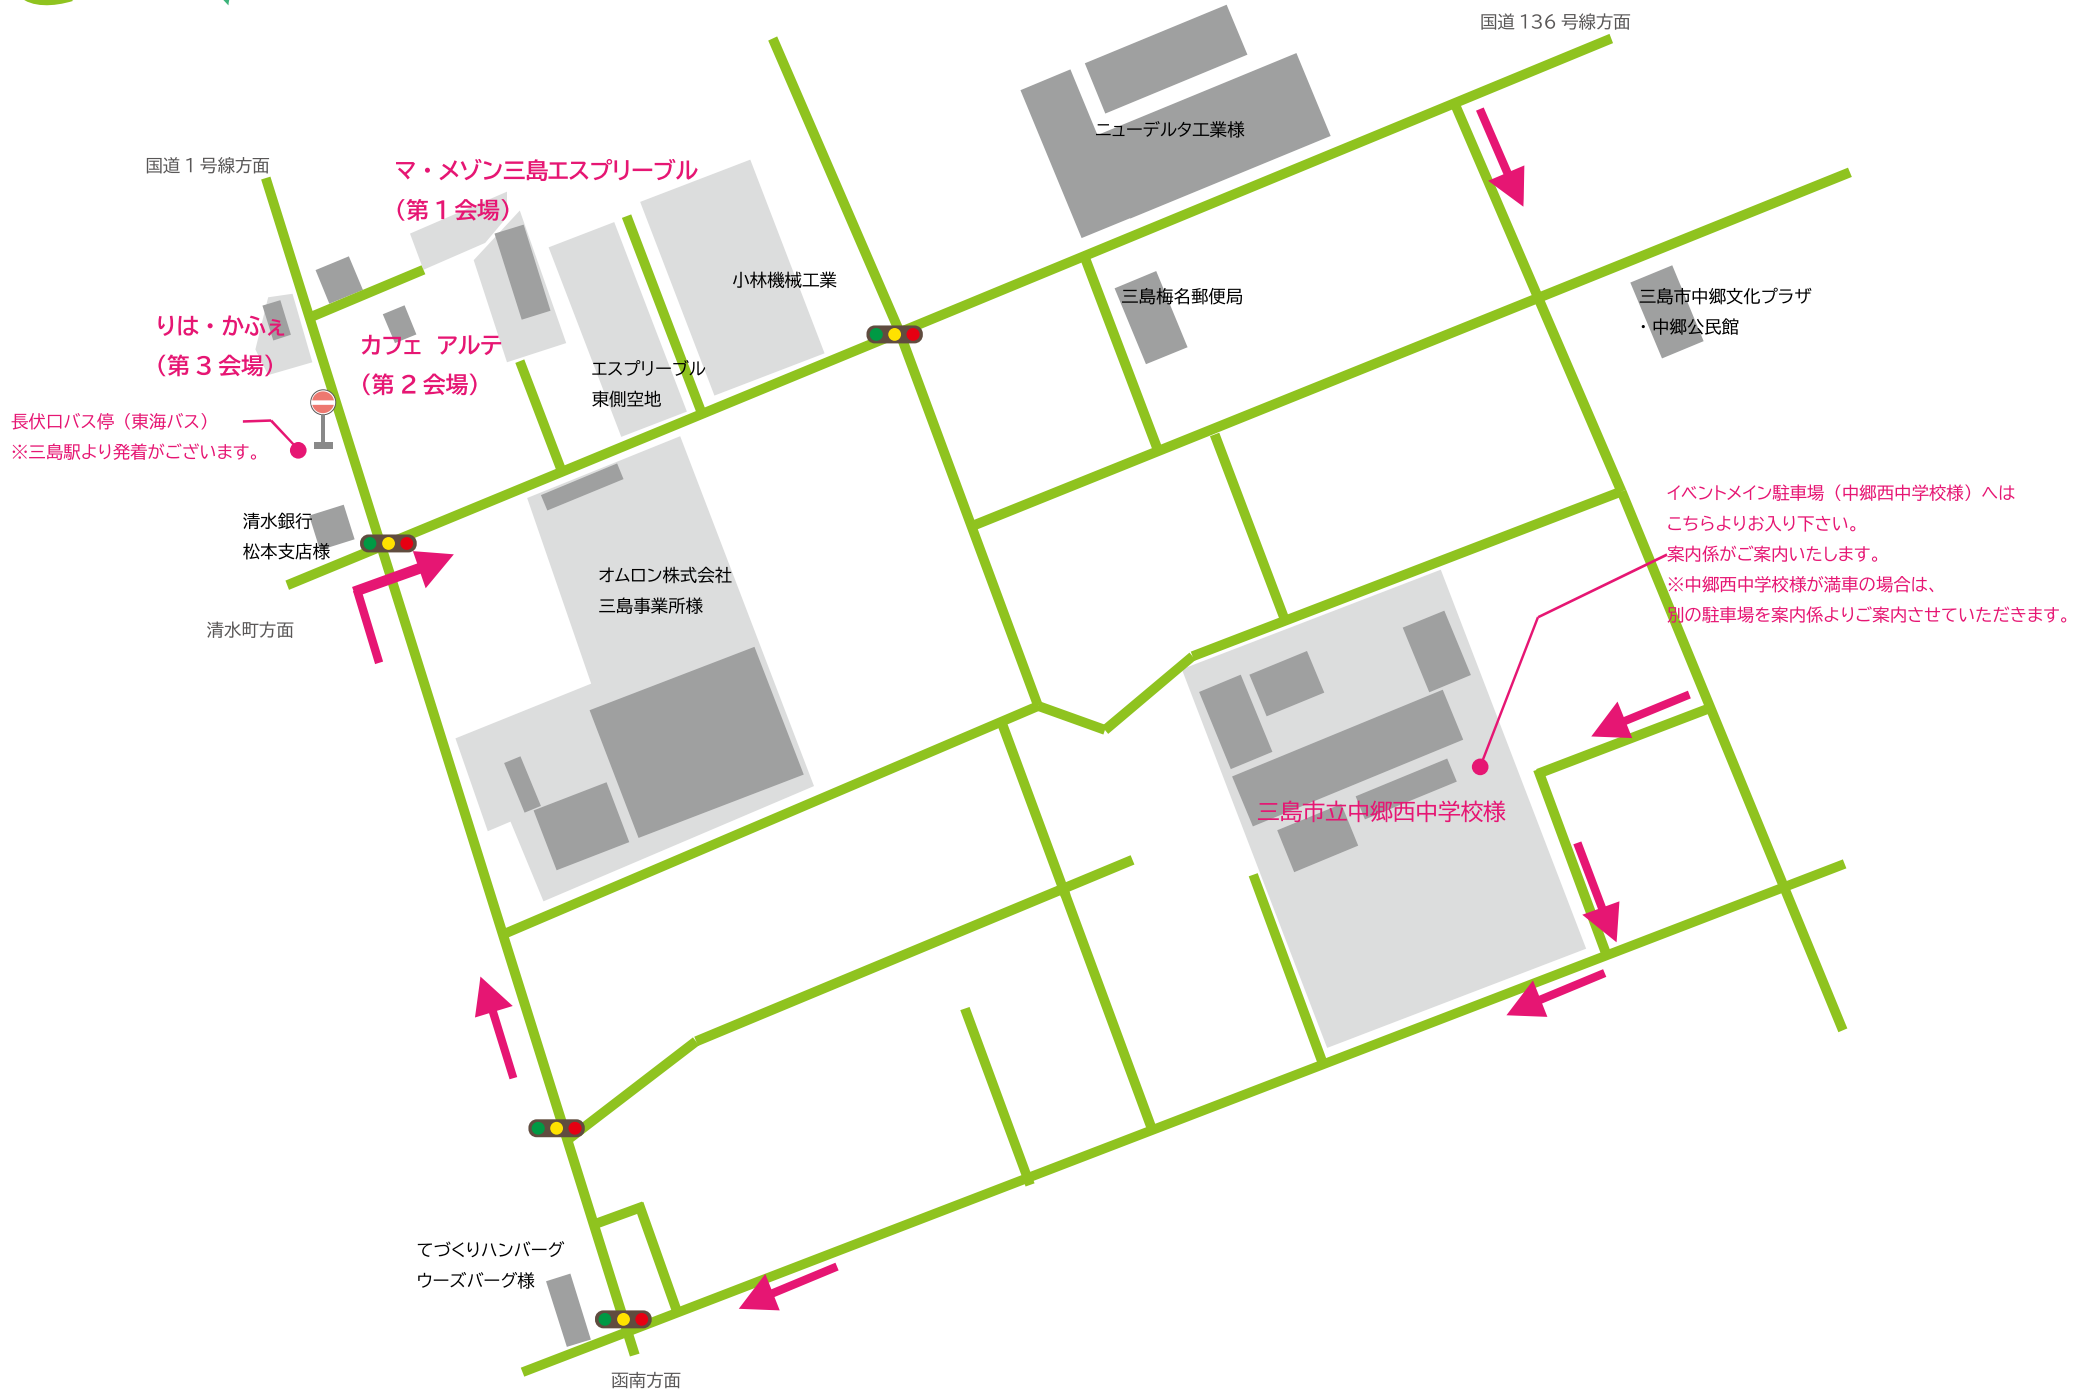 国道136号線方面
ニューデルタ工業様
国道1号線方面
マ・メゾン三島エスプリーブル
（第1会場）
小林機械工業
三島梅名郵便局
三島市中郷文化プラザ
・中郷公民館
りは・かふぇ
（第3会場）
カフェ　アルテ
（第2会場）
エスプリーブル
東側空地
長伏口バス停（東海バス）
※三島駅より発着がございます。
清水銀行
松本支店様
イベントメイン駐車場（中郷西中学校様）へは
こちらよりお入り下さい。
案内係がご案内いたします。
※中郷西中学校様が満車の場合は、
別の駐車場を案内係よりご案内させていただきます。
オムロン株式会社
三島事業所様
清水町方面
三島市立中郷西中学校様
てづくりハンバーグ
ウーズバーグ様
函南方面